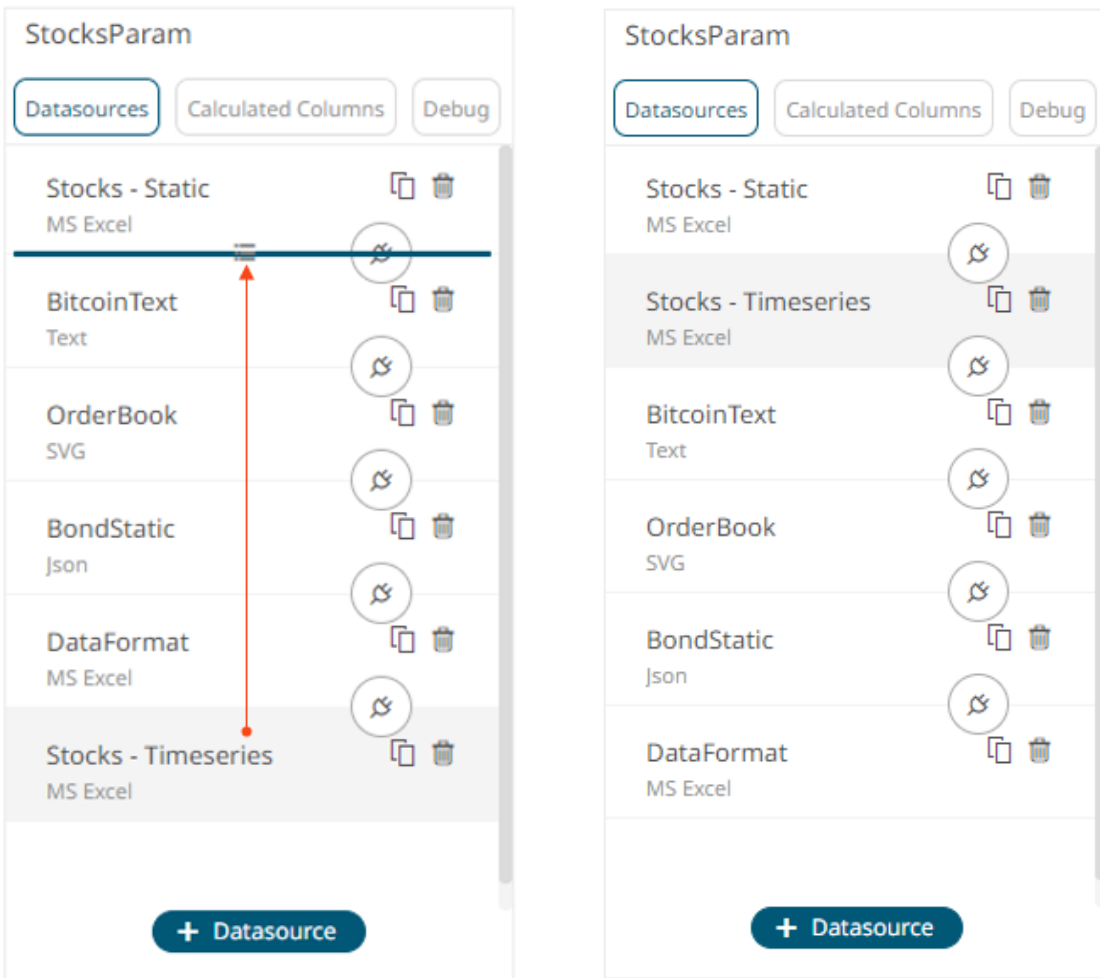 StocksParam
Datasources
Calculated Columns
Debug
Stocks - Static
MS Excel
BitcoinText
Text
OrderBook
SVG
BondStatic
Json
DataFormat
MS Excel
Stocks - Timeseries
MS Excel
+ Datasource
StocksParam
Datasources
Calculated Columns
Debug
Stocks - Static
MS Excel
Stocks - Timeseries
MS Excel
BitcoinText
Text
OrderBook
SVG
BondStatic
Json
DataFormat
MS Excel
+ Datasource